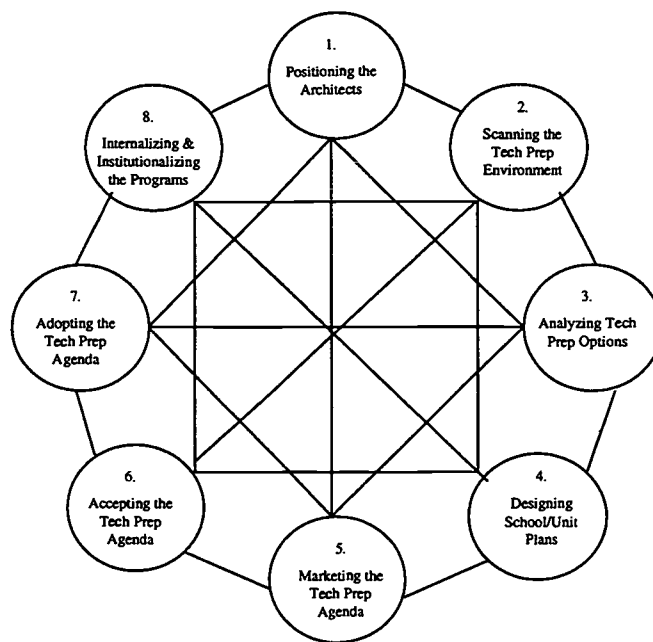 1.
Positioning the
Architects
2.
Scanning the
Tech Prep
Environment
3.
Analyzing Tech
Prep Options
4.
Designing
School/Unit
Plans
5.
Marketing the
Tech Prep
Agenda
6.
Accepting the
Tech Prep
Agenda
7.
Adopting the
Tech Prep
Agenda
8.
Internalizing &
Institutionalizing
the Programs